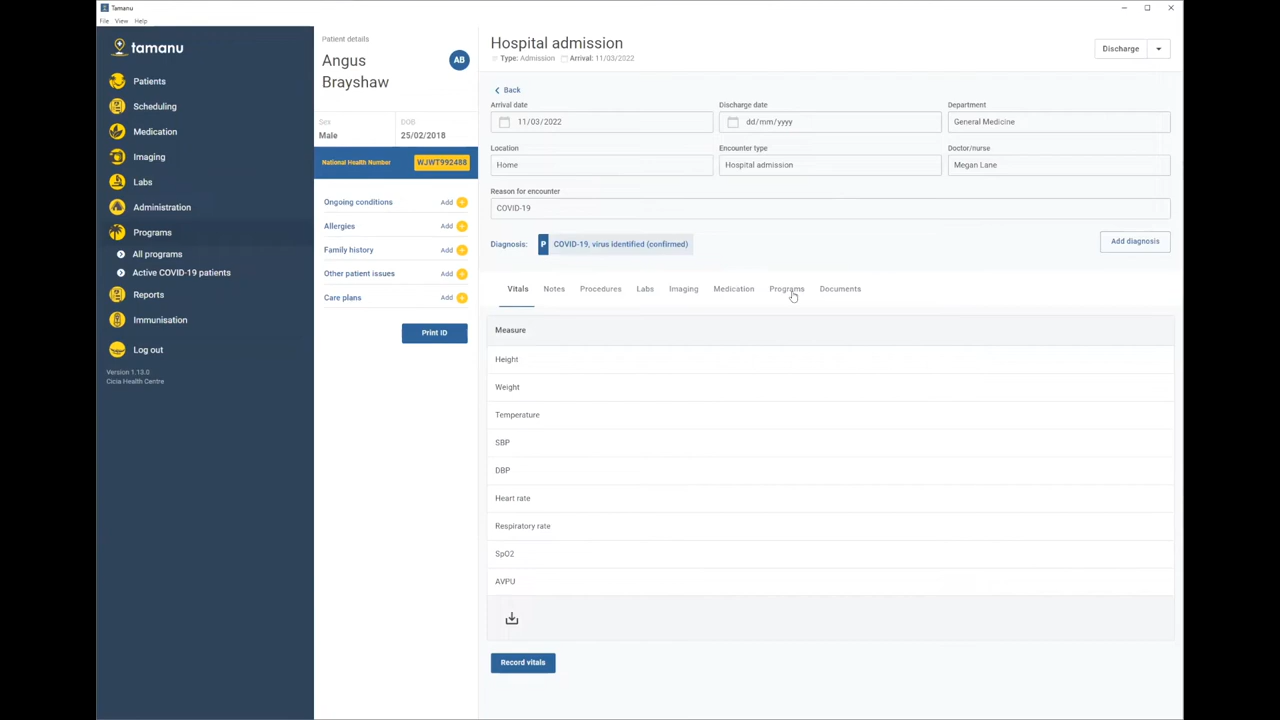 Tamanu
File View Help
tamanu
Patients
Scheduling
Medication
Imaging
Labs
Administration
Programs
All programs
Active COVID-19 patients
Reports
Immunisation
Log out
Version 1.13.0
Cicia Health Centre
Patient details
Angus
Brayshaw
AB
Sex
Male
DOB
25/02/2018
National Health Number
WJWT992488
Ongoing conditions Add
Allergies Add
Family history Add
Other patient issues Add
Care plans Add
Print ID
Hospital admission
Type: Admission Arrival: 11/03/2022
Discharge
Back
Arrival date
11/03/2022
Discharge date
dd/mm/yyyy
Department
General Medicine
Location
Home
Encounter type
Hospital admission
Doctor/nurse
Megan Lane
Reason for encounter
COVID-19
Diagnosis: P COVID-19, virus identified (confirmed)
Add diagnosis
Vitals Notes Procedures Labs Imaging Medication Programs Documents
Measure
Height
Weight
Temperature
SBP
DBP
Heart rate
Respiratory rate
SpO2
AVPU
Record vitals